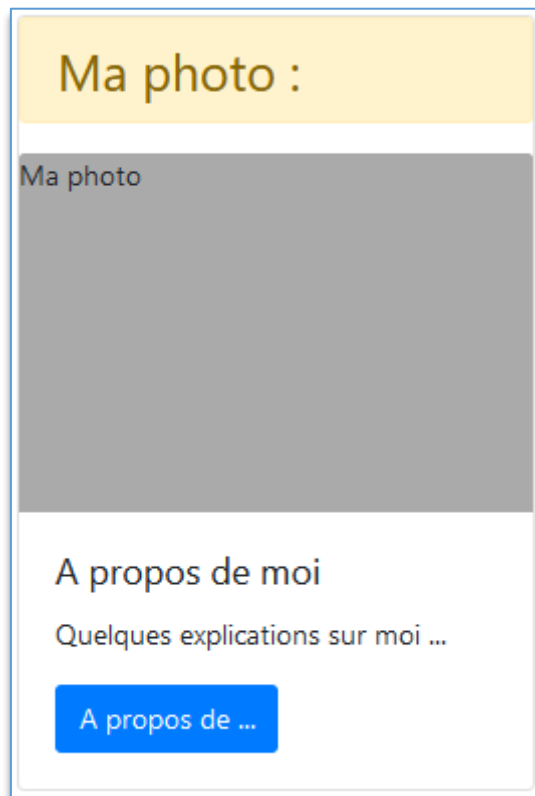 Ma photo :
Ma photo
A propos de moi
Quelques explications sur moi ...
A propos de ...